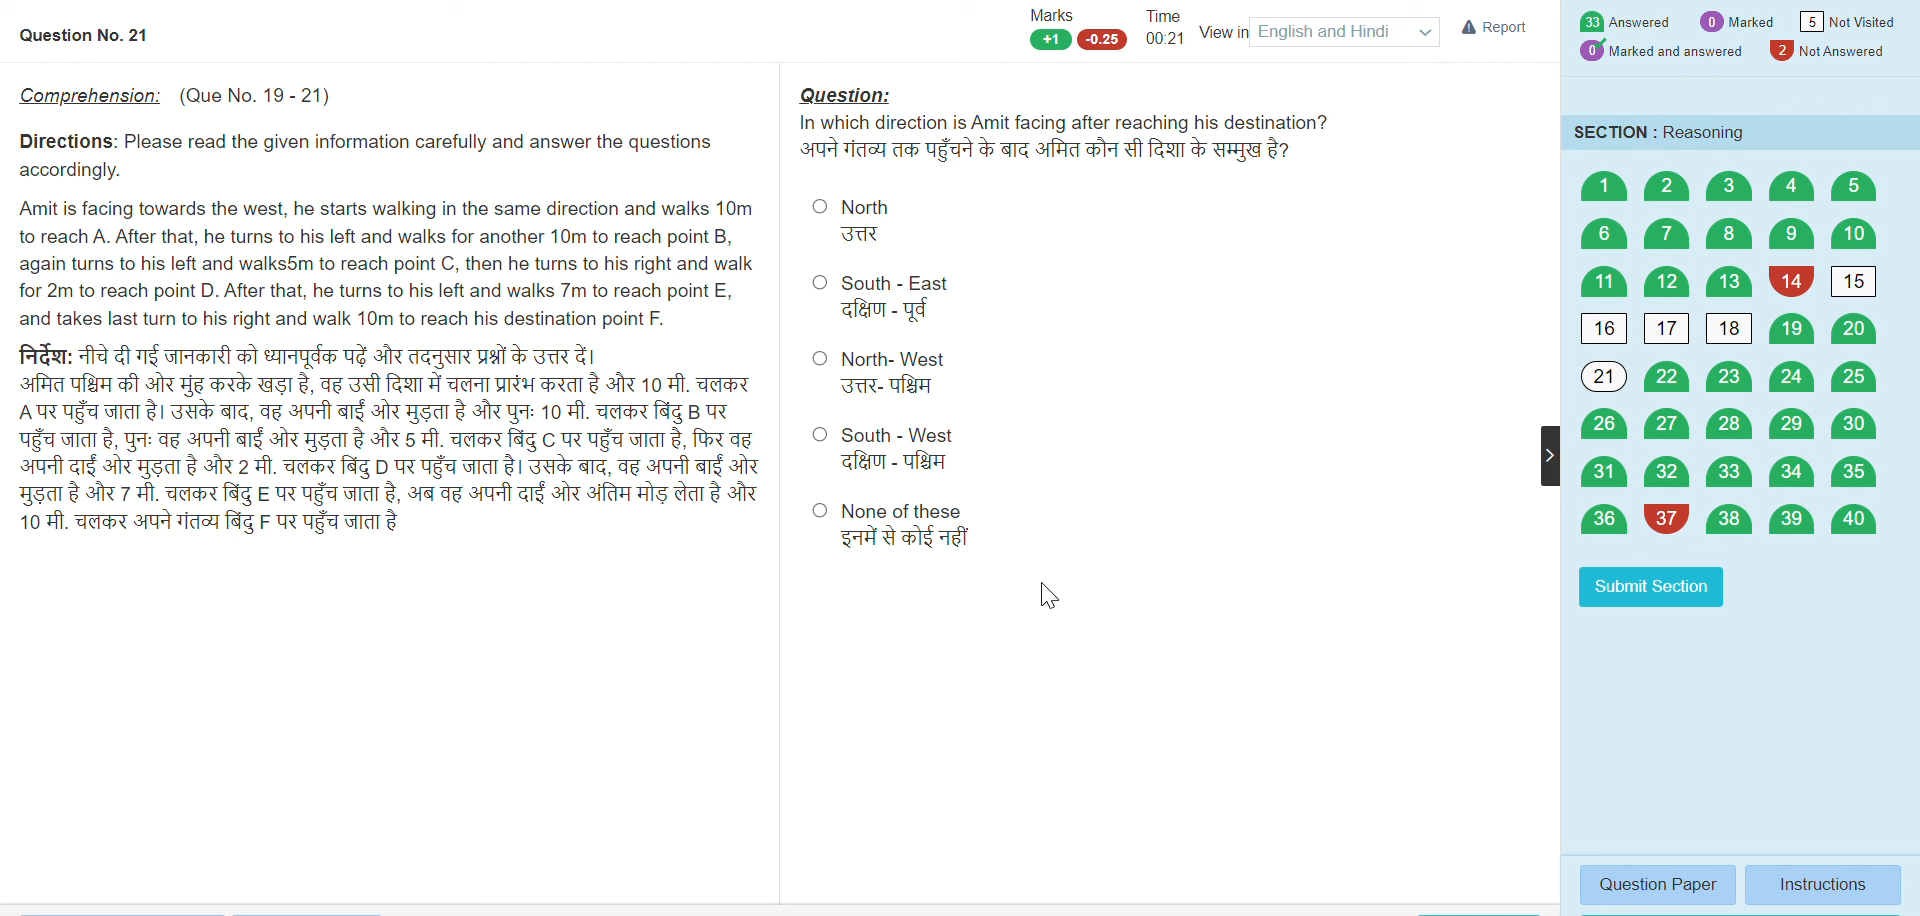 Question No. 21
Marks
+1 -0.25
Time
00:21
View in English and Hindi
Report
Comprehension: (Que No. 19 - 21)
Directions: Please read the given information carefully and answer the questions
accordingly.
Amit is facing towards the west, he starts walking in the same direction and walks 10m
to reach A. After that, he turns to his left and walks for another 10m to reach point B,
again turns to his left and walks5m to reach point C, then he turns to his right and walk
for 2m to reach point D. After that, he turns to his left and walks 7m to reach point E,
and takes last turn to his right and walk 10m to reach his destination point F.
निर्देश: नीचे दी गई जानकारी को ध्यानपूर्वक पढ़ें और तदनुसार प्रश्नों के उत्तर दें।
अमित पश्चिम की ओर मुंह करके खड़ा है, वह उसी दिशा में चलना प्रारंभ करता है और 10 मी. चलकर
A पर पहुँच जाता है। उसके बाद, वह अपनी बाईं ओर मुड़ता है और पुनः 10 मी. चलकर बिंदु B पर
पहुँच जाता है, पुनः वह अपनी बाईं ओर मुड़ता है और 5 मी. चलकर बिंदु C पर पहुँच जाता है, फिर वह
अपनी दाईं ओर मुड़ता है और 2 मी. चलकर बिंदु D पर पहुँच जाता है। उसके बाद, वह अपनी बाईं ओर
मुड़ता है और 7 मी. चलकर बिंदु E पर पहुँच जाता है, अब वह अपनी दाईं ओर अंतिम मोड़ लेता है और
10 मी. चलकर अपने गंतव्य बिंदु F पर पहुँच जाता है
Question:
In which direction is Amit facing after reaching his destination?
अपने गंतव्य तक पहुँचने के बाद अमित कौन सी दिशा के सम्मुख है?
North
उत्तर
South - East
दक्षिण - पूर्व
North- West
उत्तर- पश्चिम
South - West
दक्षिण - पश्चिम
None of these
इनमें से कोई नहीं
33 Answered 0 Marked 5 Not Visited
0 Marked and answered 2 Not Answered
SECTION : Reasoning
1 2 3 4 5
6 7 8 9 10
11 12 13 14 15
16 17 18 19 20
21 22 23 24 25
26 27 28 29 30
31 32 33 34 35
36 37 38 39 40
Submit Section
Question Paper Instructions